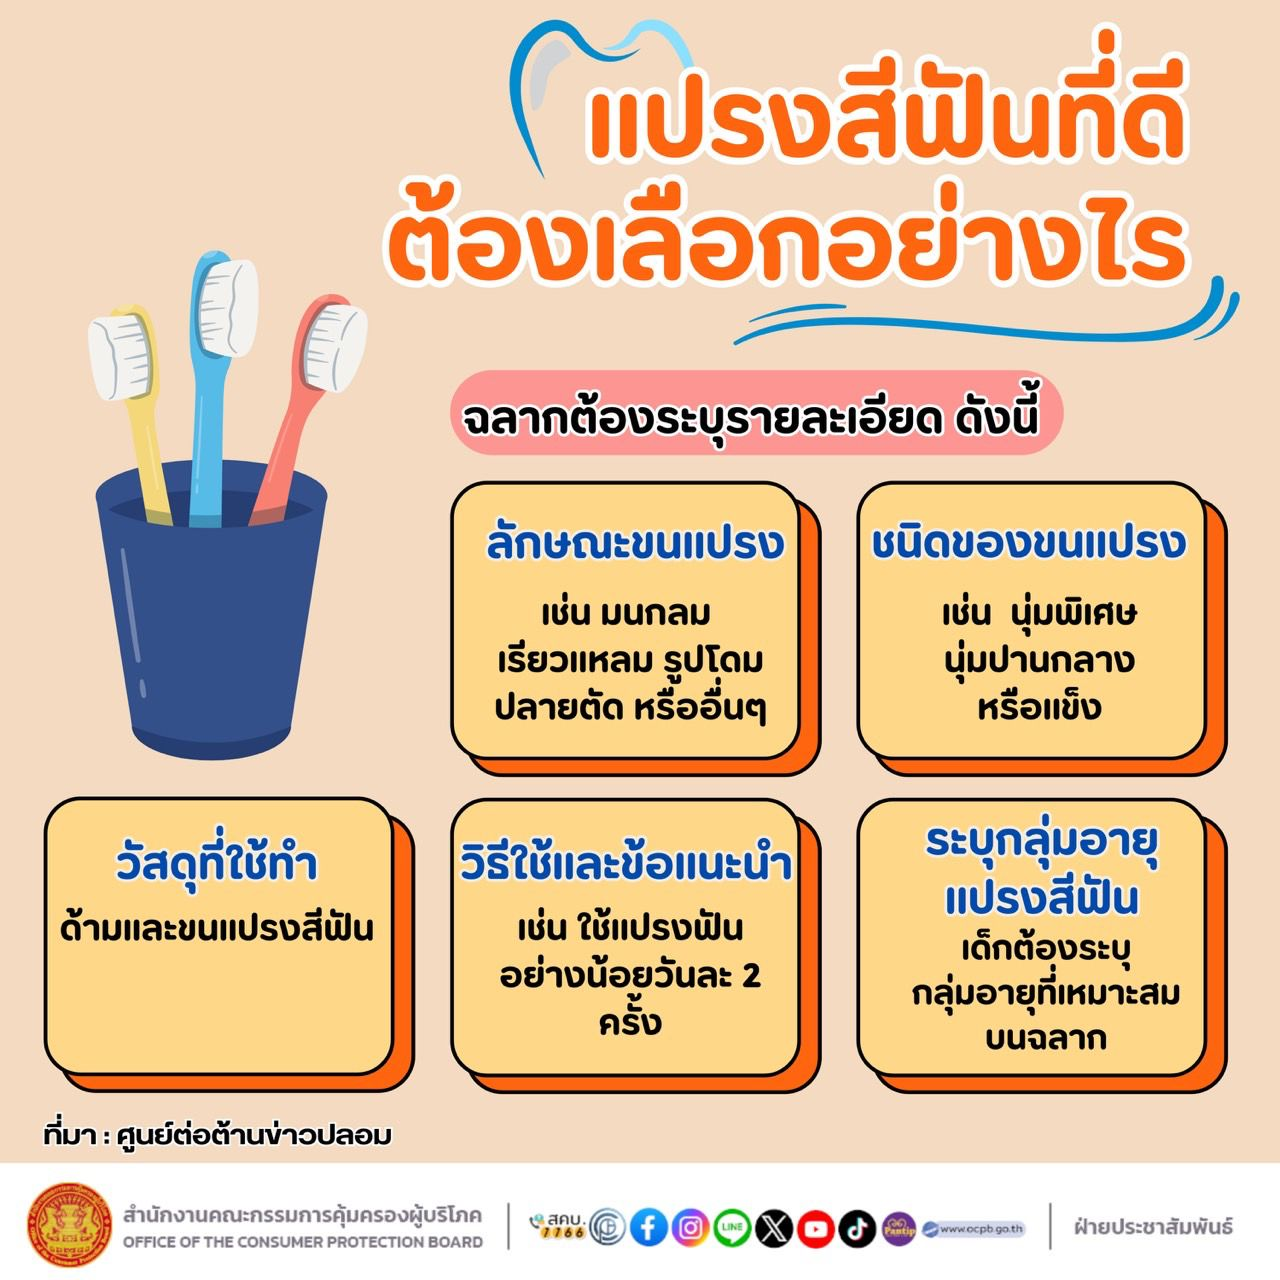 แปรงสีฟันที่ดี
ต้องเลือกอย่างไร
ฉลากต้องระบุรายละเอียด ดังนี้
ลักษณะขนแปรง
เช่น มนกลม
เรียวแหลม รูปโดม
ปลายตัด หรืออื่นๆ
ชนิดของขนแปรง
เช่น นุ่มพิเศษ
นุ่มปานกลาง
หรือแข็ง
วัสดุที่ใช้ทำ
ด้ามและขนแปรงสีฟัน
วิธีใช้และข้อแนะนำ
เช่น ใช้แปรงฟัน
อย่างน้อยวันละ 2
ครั้ง
ระบุกลุ่มอายุ
แปรงสีฟัน
เด็กต้องระบุ
กลุ่มอายุที่เหมาะสม
บนฉลาก
ที่มา : ศูนย์ต่อต้านข่าวปลอม
สำนักงานคณะกรรมการคุ้มครองผู้บริโภค
OFFICE OF THE CONSUMER PROTECTION BOARD
สคบ.
1166
LINE
Pantip
www.ocpb.go.th
ฝ่ายประชาสัมพันธ์